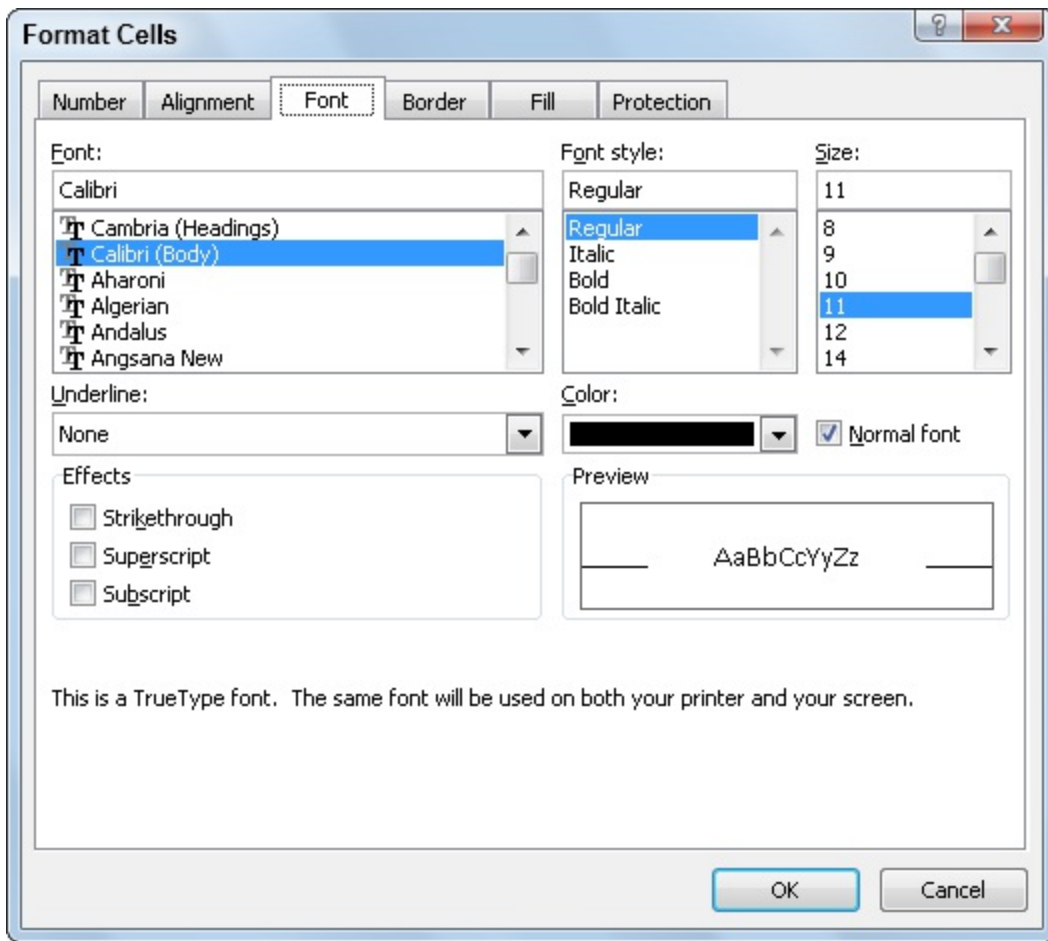 Format Cells
Number Alignment Font Border Fill Protection
Font: Font style: Size:
Calibri Regular 11
Cambria (Headings) Regular 8
Calibri (Body) Italic 9
Aharoni Bold 10
Algerian Bold Italic 11
Andalus 12
Angsana New 14
Underline: Color:
None Normal font
Effects Preview
Strikethrough
Superscript AaBbCcYyZz
Subscript
This is a TrueType font. The same font will be used on both your printer and your screen.
OK Cancel